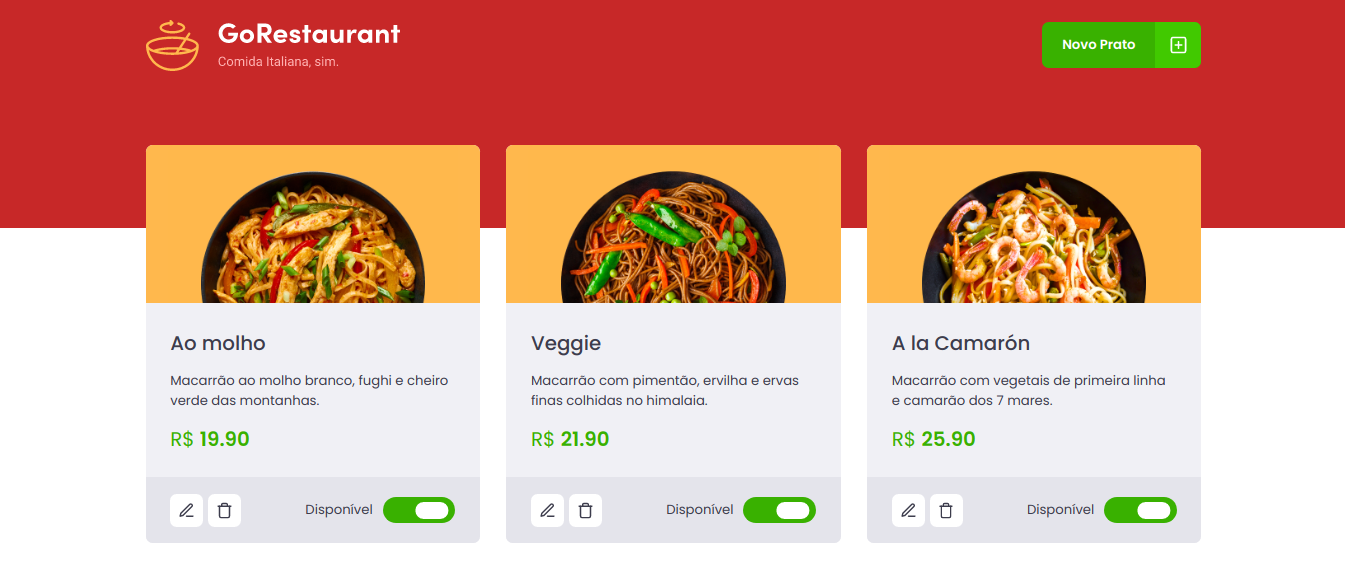 GoRestaurant
Comida Italiana, sim.
Novo Prato
Ao molho
Macarrão ao molho branco, fughi e cheiro
verde das montanhas.
R$ 19.90
Disponível
Veggie
Macarrão com pimentão, ervilha e ervas
finas colhidas no himalaia.
R$ 21.90
Disponível
A la Camarón
Macarrão com vegetais de primeira linha
e camarão dos 7 mares.
R$ 25.90
Disponível